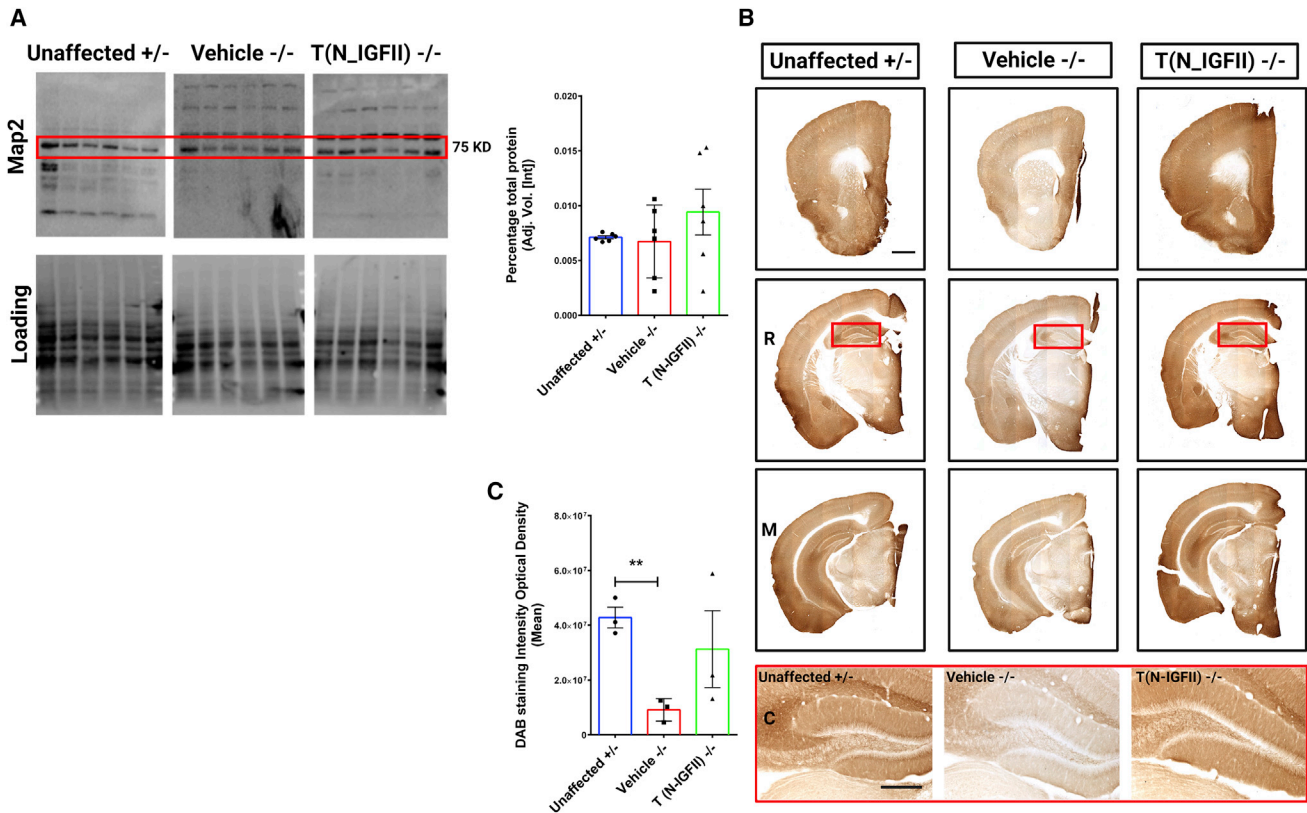 A
Unaffected +/- Vehicle -/- T(N_IGFII) -/-
Map2
75 KD
Loading
Percentage total protein
(Adj. Vol. [Int])
0.020
0.015
0.010
0.005
0.000
Unaffected +/-
Vehicle -/-
T (N-IGFII) -/-
B
Unaffected +/- Vehicle -/- T(N_IGFII) -/-
R
M
Unaffected +/- Vehicle -/- T(N-IGFII) -/-
C
C
DAB staining Intensity Optical Density
(Mean)
8.0×10⁷
6.0×10⁷
4.0×10⁷
2.0×10⁷
0
**
Unaffected +/-
Vehicle -/-
T (N-IGFII) -/-